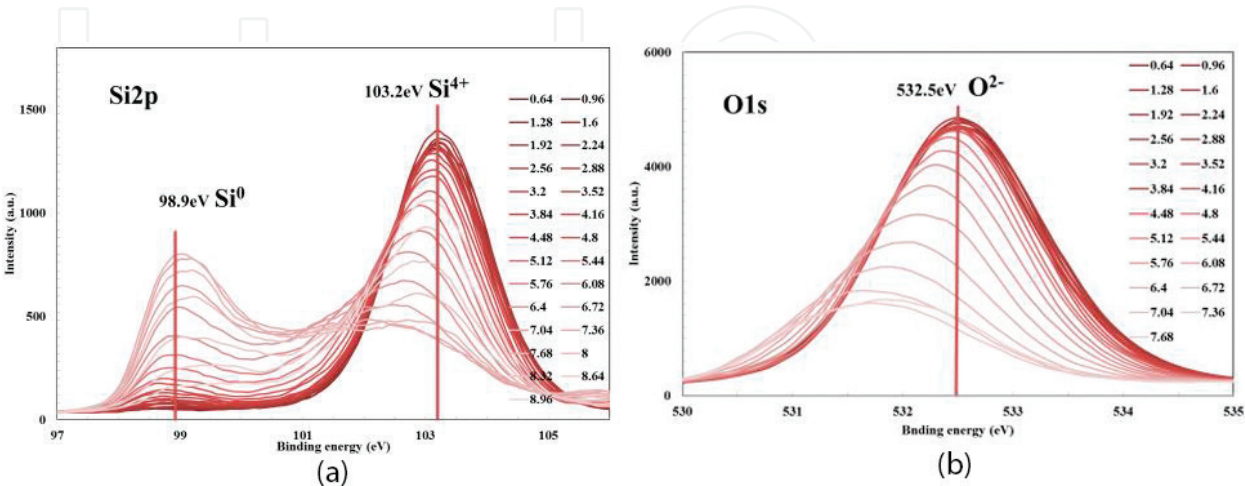 Si2p
103.2eV Si4+
98.9eV Si0
Intensity (a.u.)
1500
1000
500
0
97 99 101 103 105
Binding energy (eV)
0.64 0.96
1.28 1.6
1.92 2.24
2.56 2.88
3.2 3.52
3.84 4.16
4.48 4.8
5.12 5.44
5.76 6.08
6.4 6.72
7.04 7.36
7.68 8
8.32 8.64
8.96
(a)
O1s
532.5eV O2-
Intensity (a.u.)
6000
4000
2000
0
530 531 532 533 534 535
Bnding energy (eV)
0.64 0.96
1.28 1.6
1.92 2.24
2.56 2.88
3.2 3.52
3.84 4.16
4.48 4.8
5.12 5.44
5.76 6.08
6.4 6.72
7.04 7.36
7.68
(b)